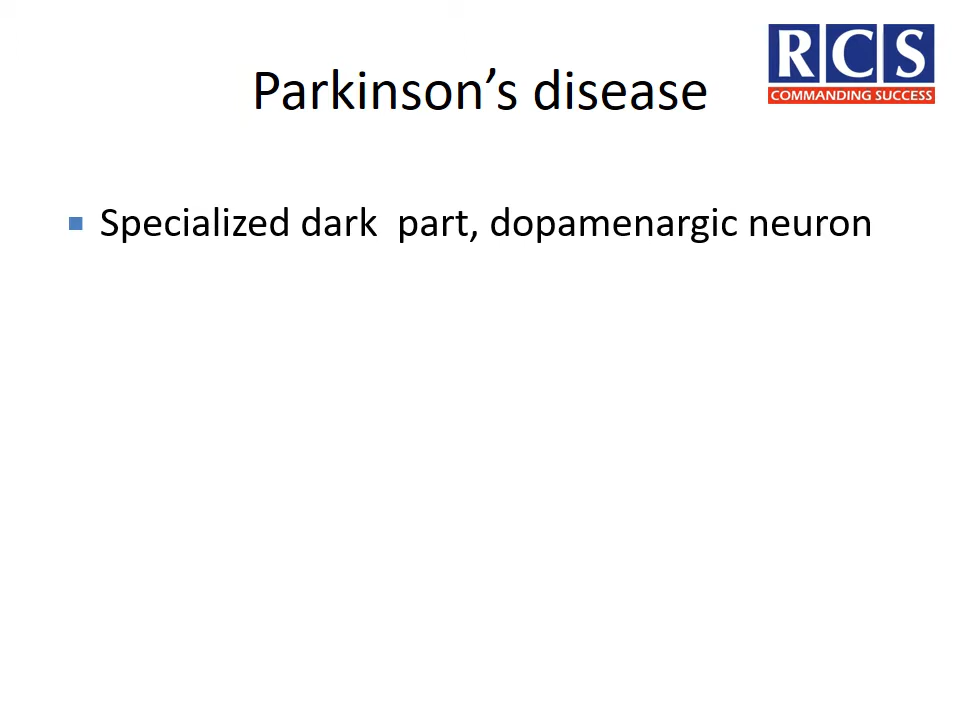 RCS
COMMANDING SUCCESS
Parkinson’s disease
Specialized dark  part, dopamenargic neuron